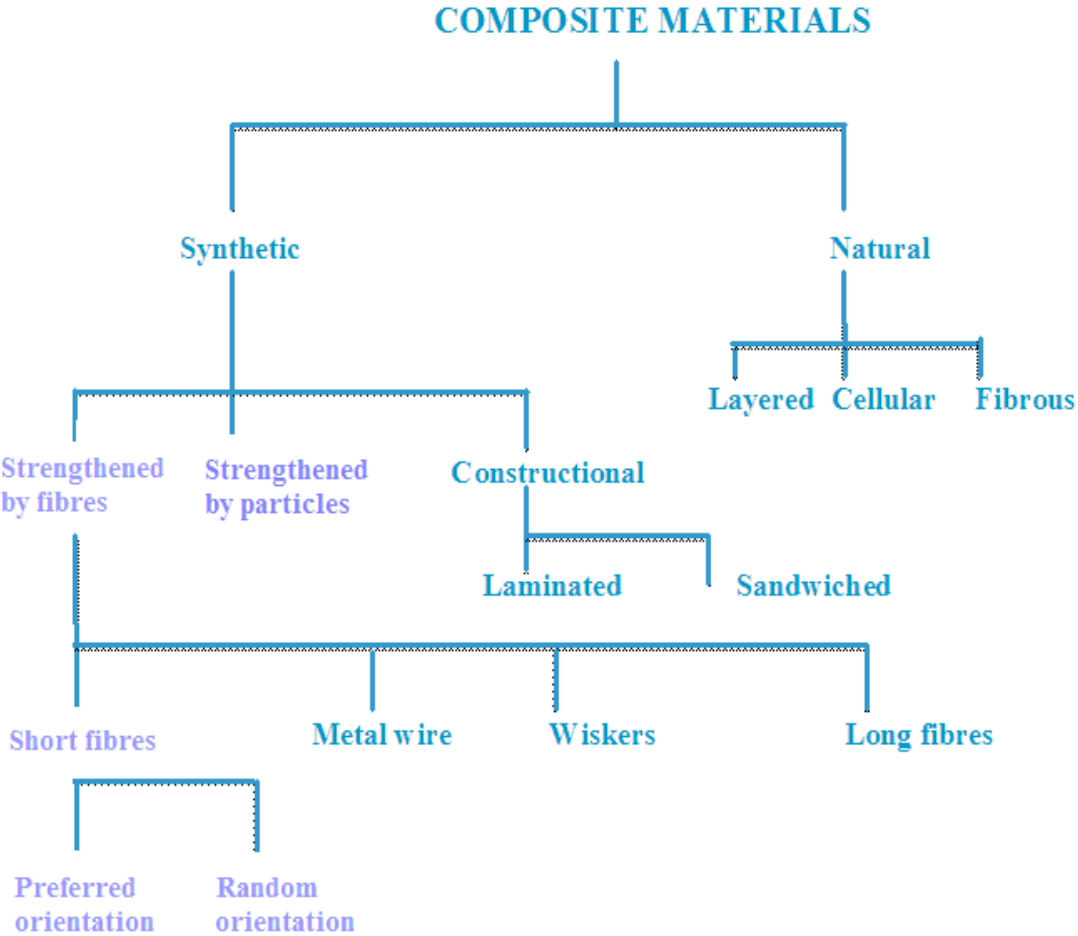 COMPOSITE MATERIALS
Synthetic
Natural
Layered
Cellular
Fibrous
Strengthened
by fibres
Strengthened
by particles
Constructional
Laminated
Sandwiched
Short fibres
Metal wire
Wiskers
Long fibres
Preferred
orientation
Random
orientation